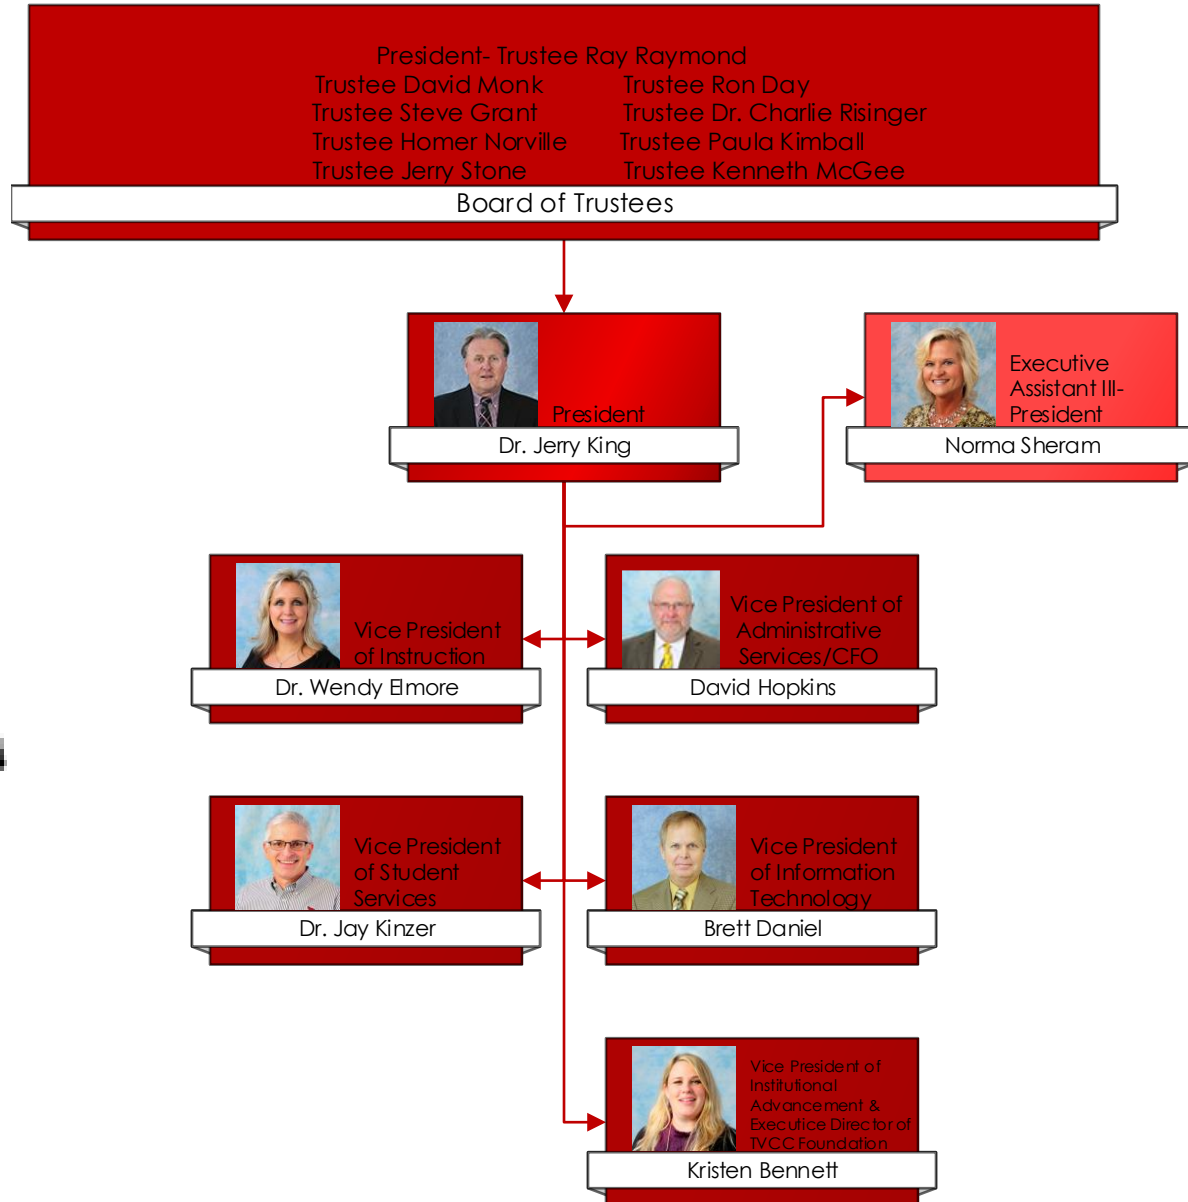 President- Trustee Ray Raymond
Trustee David Monk Trustee Ron Day
Trustee Steve Grant Trustee Dr. Charlie Risinger
Trustee Homer Norville Trustee Paula Kimball
Trustee Jerry Stone Trustee Kenneth McGee
Board of Trustees
President
Dr. Jerry King
Executive
Assistant III-
President
Norma Sheram
Vice President
of Instruction
Dr. Wendy Elmore
Vice President of
Administrative
Services/CFO
David Hopkins
Vice President
of Student
Services
Dr. Jay Kinzer
Vice President
of Information
Technology
Brett Daniel
Vice President of
Institutional
Advancement &
Executice Director of
TVCC Foundation
Kristen Bennett